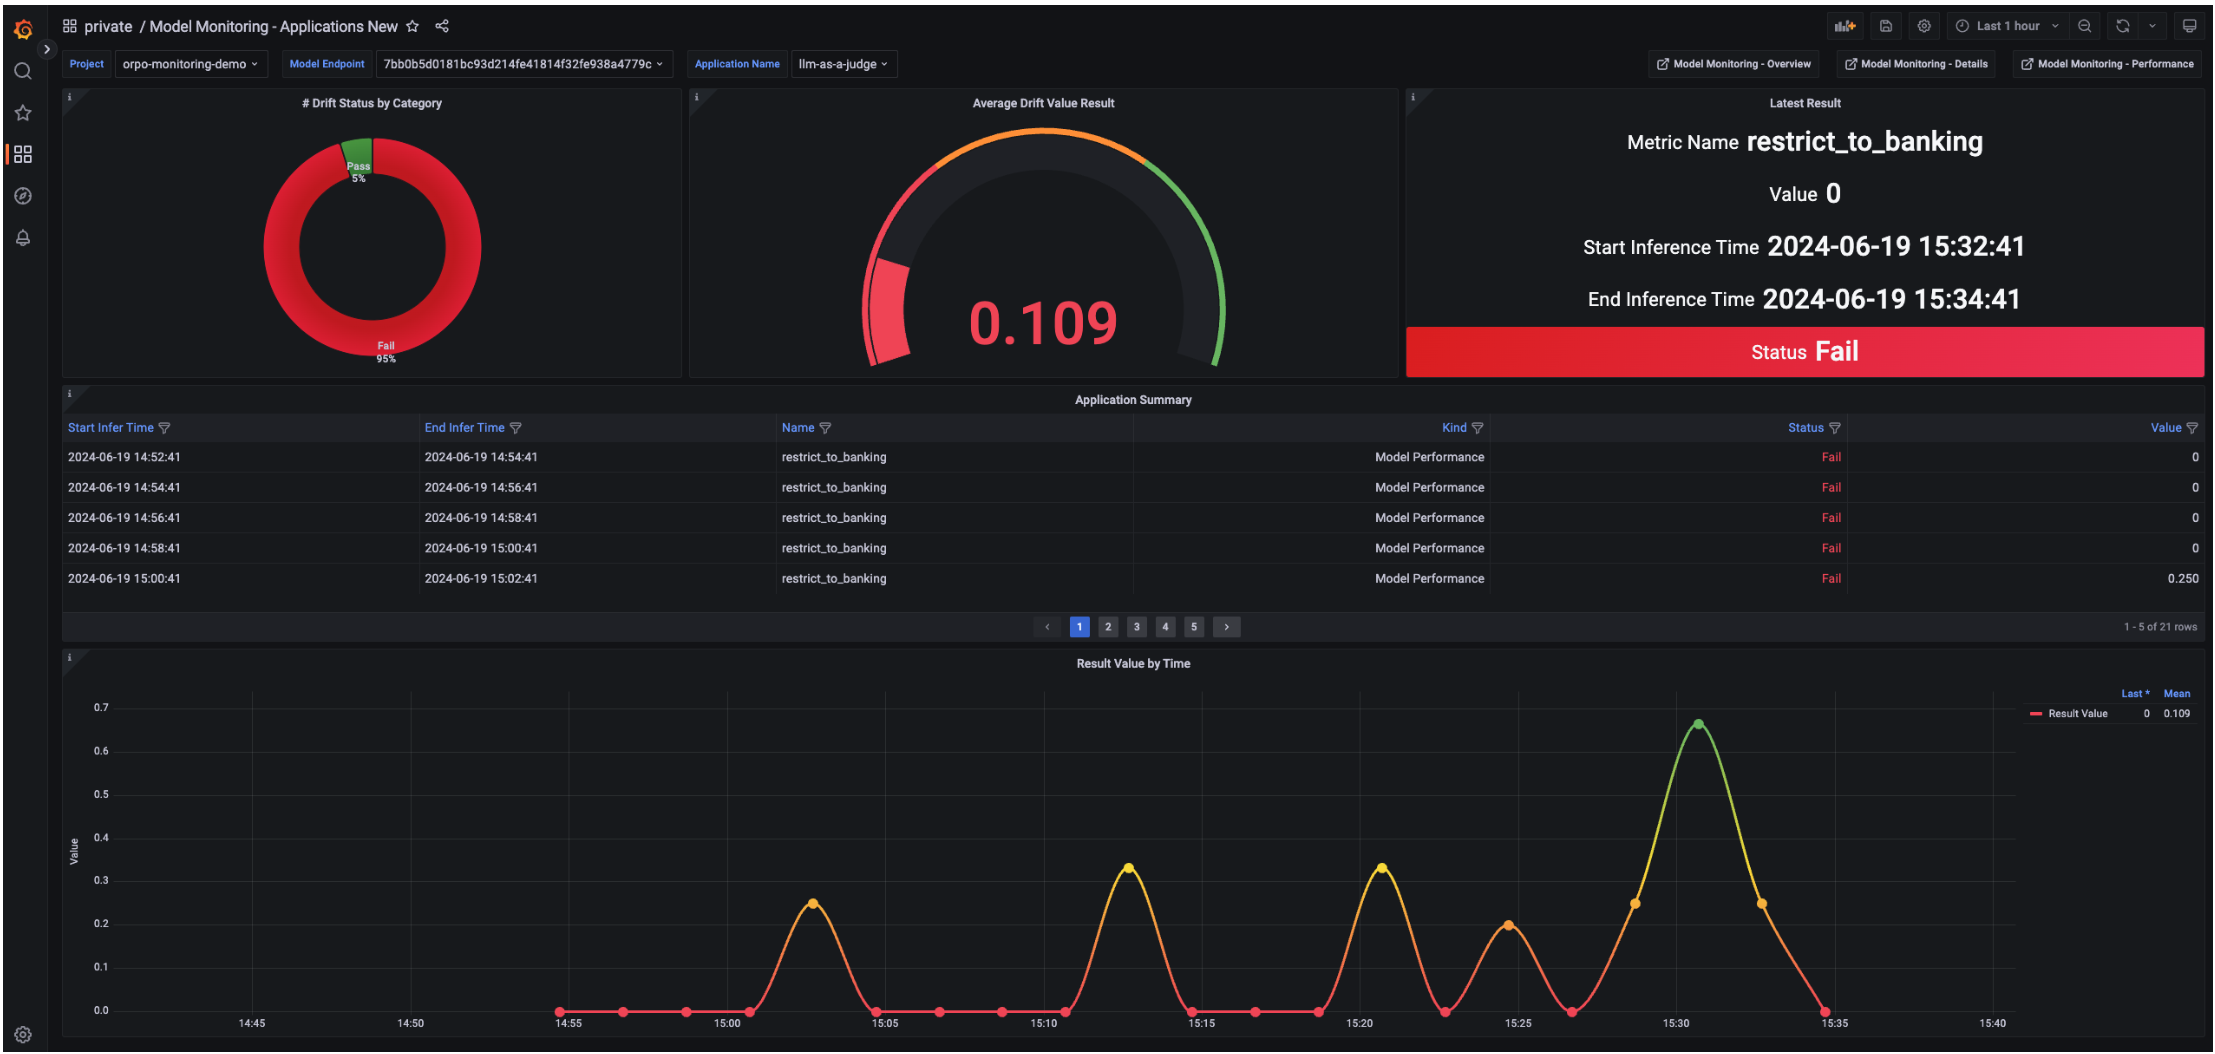 private / Model Monitoring - Applications New
Last 1 hour
Project orpo-monitoring-demo Model Endpoint 7bb0b5d0181bc93d214fe41814f32fe938a4779c Application Name llm-as-a-judge Model Monitoring - Overview Model Monitoring - Details Model Monitoring - Performance
# Drift Status by Category
Pass
5%
Fail
95%
Average Drift Value Result
0.109
Latest Result
Metric Name restrict_to_banking
Value 0
Start Inference Time 2024-06-19 15:32:41
End Inference Time 2024-06-19 15:34:41
Status Fail
Application Summary
Start Infer Time End Infer Time Name Kind Status Value
2024-06-19 14:52:41 2024-06-19 14:54:41 restrict_to_banking Model Performance Fail 0
2024-06-19 14:54:41 2024-06-19 14:56:41 restrict_to_banking Model Performance Fail 0
2024-06-19 14:56:41 2024-06-19 14:58:41 restrict_to_banking Model Performance Fail 0
2024-06-19 14:58:41 2024-06-19 15:00:41 restrict_to_banking Model Performance Fail 0
2024-06-19 15:00:41 2024-06-19 15:02:41 restrict_to_banking Model Performance Fail 0.250
1 2 3 4 5
1 - 5 of 21 rows
Result Value by Time
Last * Mean
Result Value 0 0.109
Value
0.7
0.6
0.5
0.4
0.3
0.2
0.1
0.0
14:45 14:50 14:55 15:00 15:05 15:10 15:15 15:20 15:25 15:30 15:35 15:40